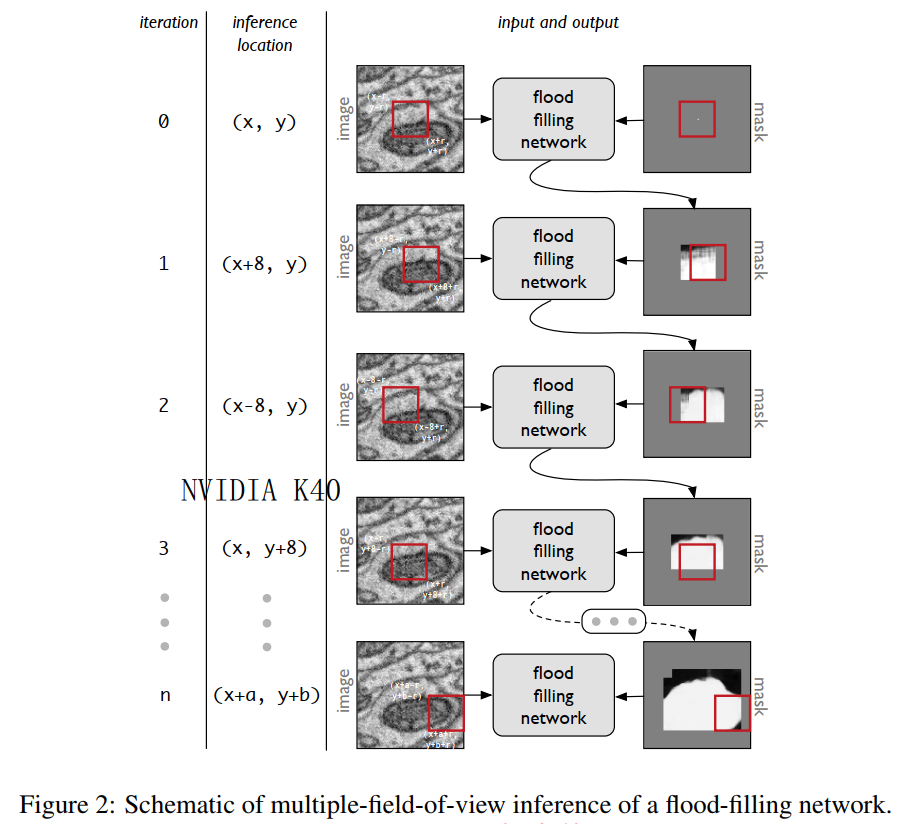 iteration
inference
location
input and output
0
(x, y)
image
(x-r,
y-r)
(x+r,
y+r)
flood
filling
network
mask
1
(x+8, y)
image
(x+8-r,
y-r)
(x+8+r,
y+r)
flood
filling
network
mask
2
(x-8, y)
image
(x-8-r,
y-r)
(x-8+r,
y+r)
flood
filling
network
mask
NVIDIA K40
3
(x, y+8)
image
(x-r,
y+8-r)
(x+r,
y+8+r)
flood
filling
network
mask
n
(x+a, y+b)
image
(x+a-r,
y+b-r)
(x+a+r,
y+b+r)
flood
filling
network
mask
Figure 2: Schematic of multiple-field-of-view inference of a flood-filling network.